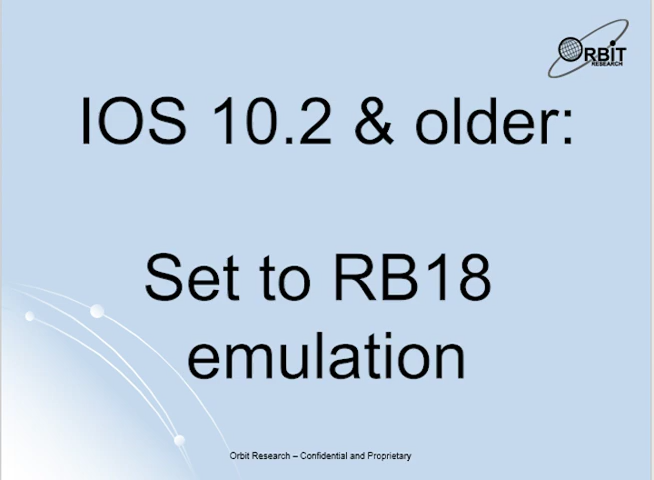 ORBIT
RESEARCH
IOS 10.2 & older:
Set to RB18
emulation
Orbit Research – Confidential and Proprietary